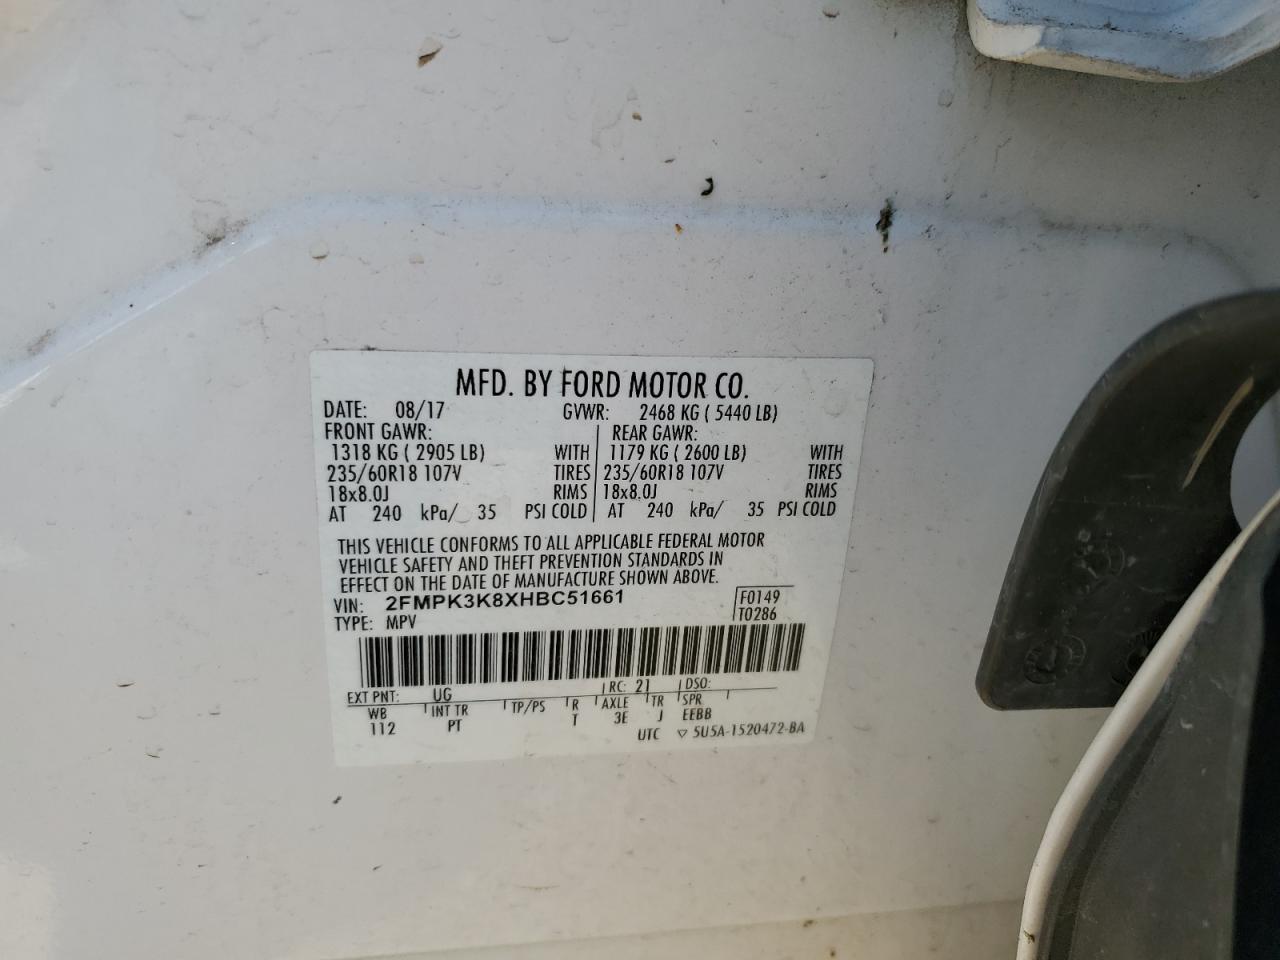 MFD. BY FORD MOTOR CO.
DATE: 08/17 GVWR: 2468 KG ( 5440 LB)
FRONT GAWR: REAR GAWR:
1318 KG ( 2905 LB) WITH 1179 KG ( 2600 LB) WITH
235/60R18 107V TIRES 235/60R18 107V TIRES
18x8.0J RIMS 18x8.0J RIMS
AT 240 kPa/ 35 PSI COLD AT 240 kPa/ 35 PSI COLD
THIS VEHICLE CONFORMS TO ALL APPLICABLE FEDERAL MOTOR
VEHICLE SAFETY AND THEFT PREVENTION STANDARDS IN
EFFECT ON THE DATE OF MANUFACTURE SHOWN ABOVE.
VIN: 2FMPK3K8XHBC51661 F0149
TYPE: MPV T0286
EXT PNT: UG RC: 21 DSO:
WB INT TR TP/PS R AXLE TR SPR
112 PT T 3E J EEBB
UTC ▽ 5U5A-1520472-BA